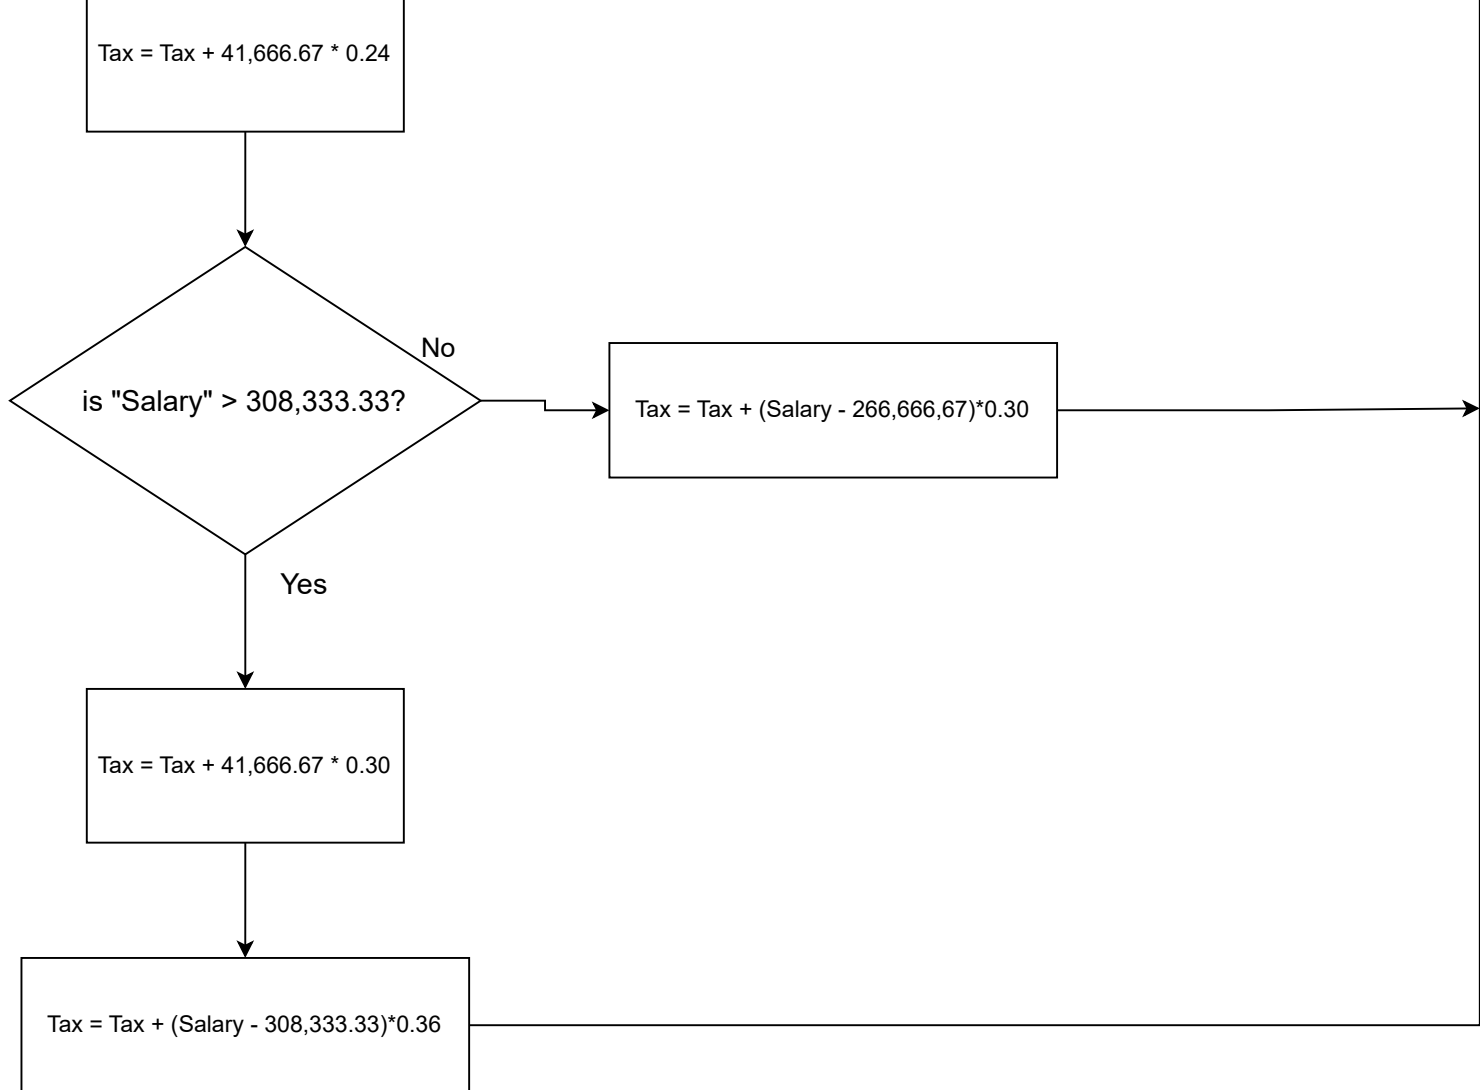 Tax = Tax + 41,666.67 * 0.24
No
is "Salary" > 308,333.33?
Tax = Tax + (Salary - 266,666,67)*0.30
Yes
Tax = Tax + 41,666.67 * 0.30
Tax = Tax + (Salary - 308,333.33)*0.36